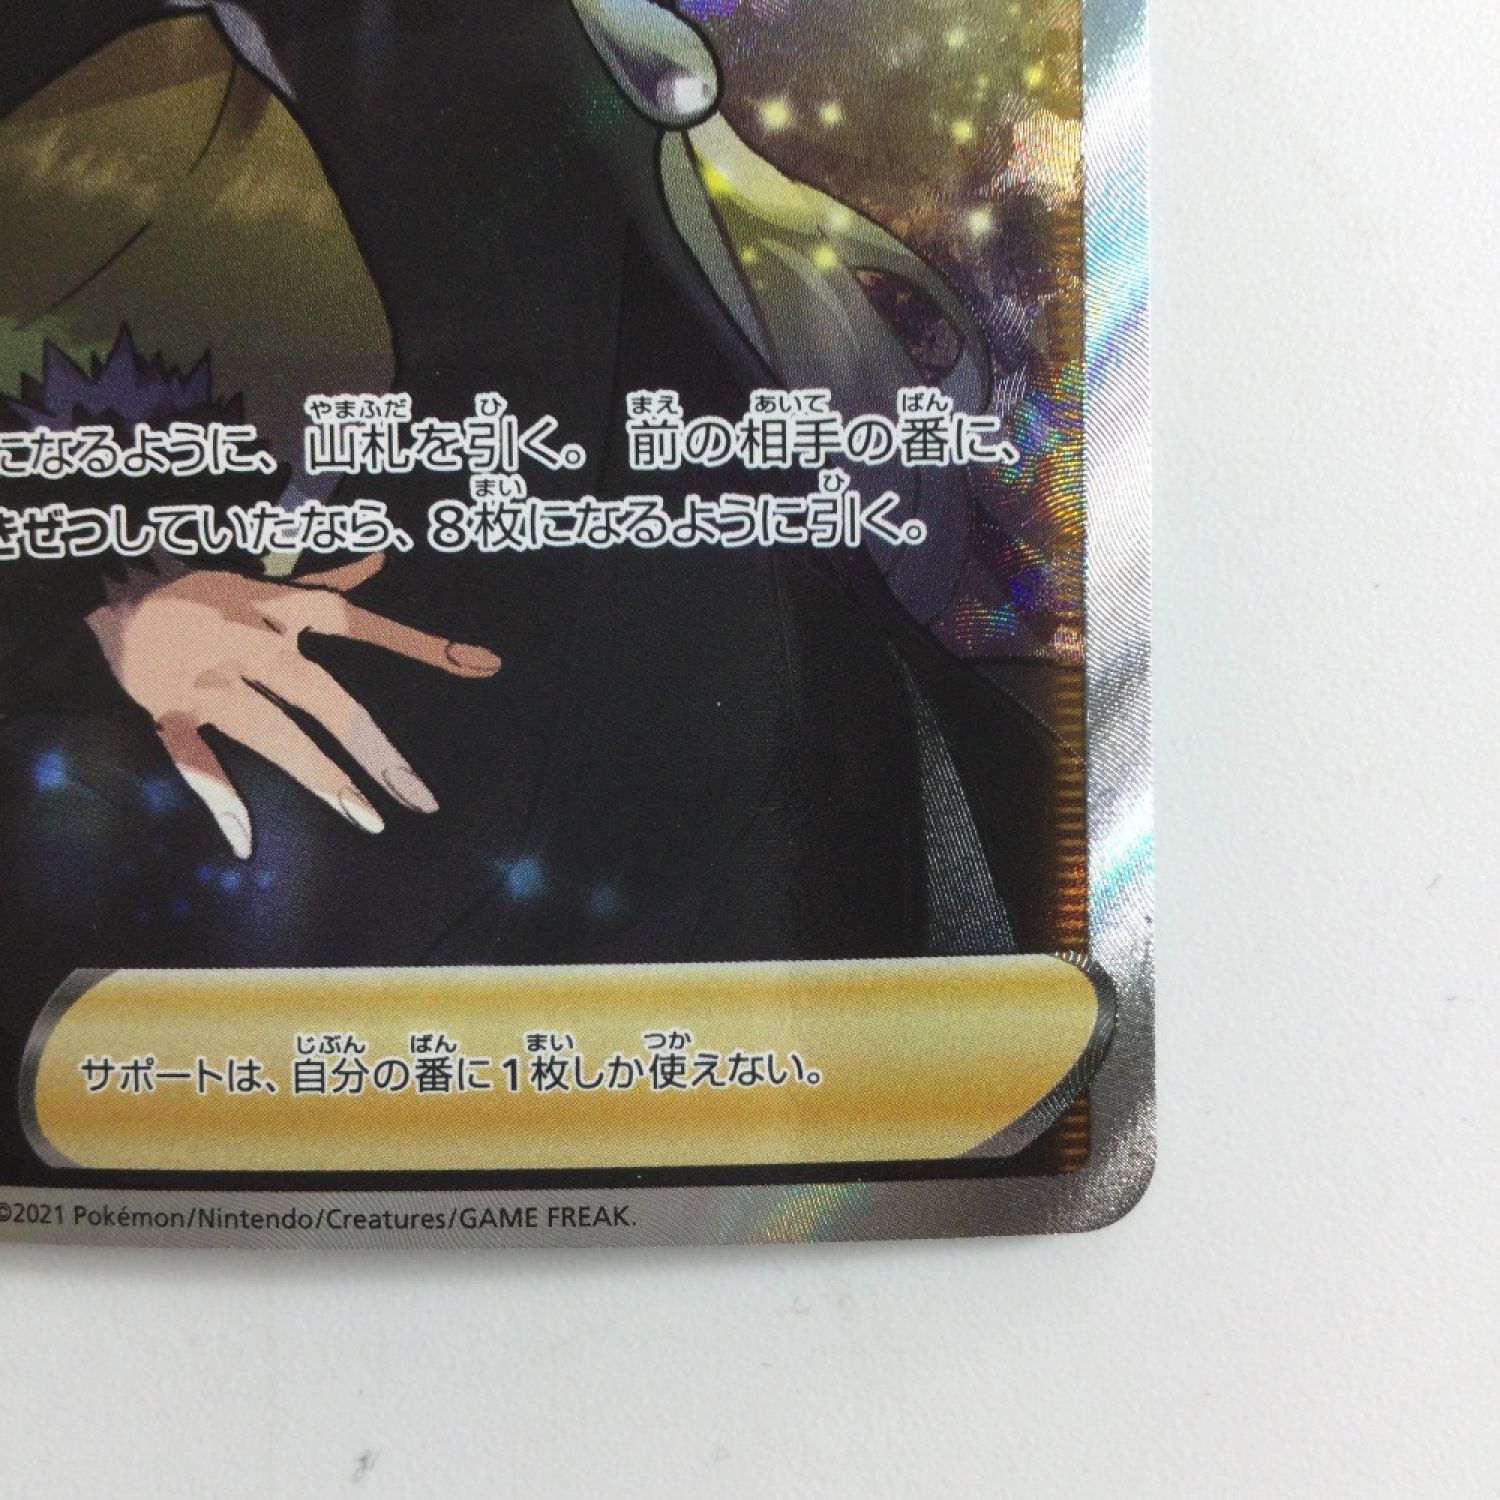 になるように、山札を引く。 前の相手の番に、
きぜつしていたなら、8枚になるように引く。
サポートは、自分の番に1枚しか使えない。
©2021 Pokémon/Nintendo/Creatures/GAME FREAK.